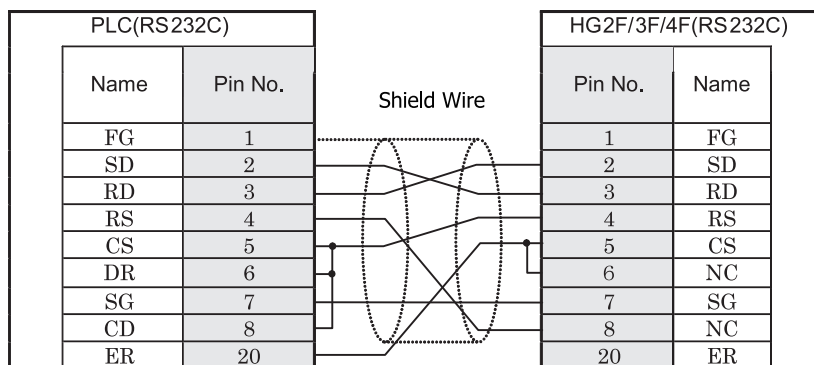 PLC(RS232C) HG2F/3F/4F(RS232C)
Name Pin No. Shield Wire Pin No. Name
FG 1 1 FG
SD 2 2 SD
RD 3 3 RD
RS 4 4 RS
CS 5 5 CS
DR 6 6 NC
SG 7 7 SG
CD 8 8 NC
ER 20 20 ER